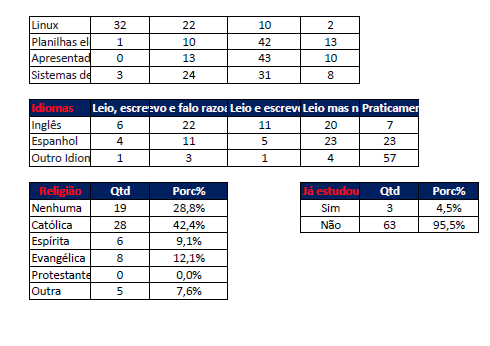 Linux 32 22 10 2
Planilhas el 1 10 42 13
Apresentad 0 13 43 10
Sistemas de 3 24 31 8
Idiomas Leio, escrev evo e falo razoa Leio e escrevo Leio mas n Praticamen
Inglês 6 22 11 20 7
Espanhol 4 11 5 23 23
Outro Idion 1 3 1 4 57
Religião Qtd Porc% Já estudou Qtd Porc%
Nenhuma 19 28,8% Sim 3 4,5%
Católica 28 42,4% Não 63 95,5%
Espírita 6 9,1%
Evangélica 8 12,1%
Protestante 0 0,0%
Outra 5 7,6%